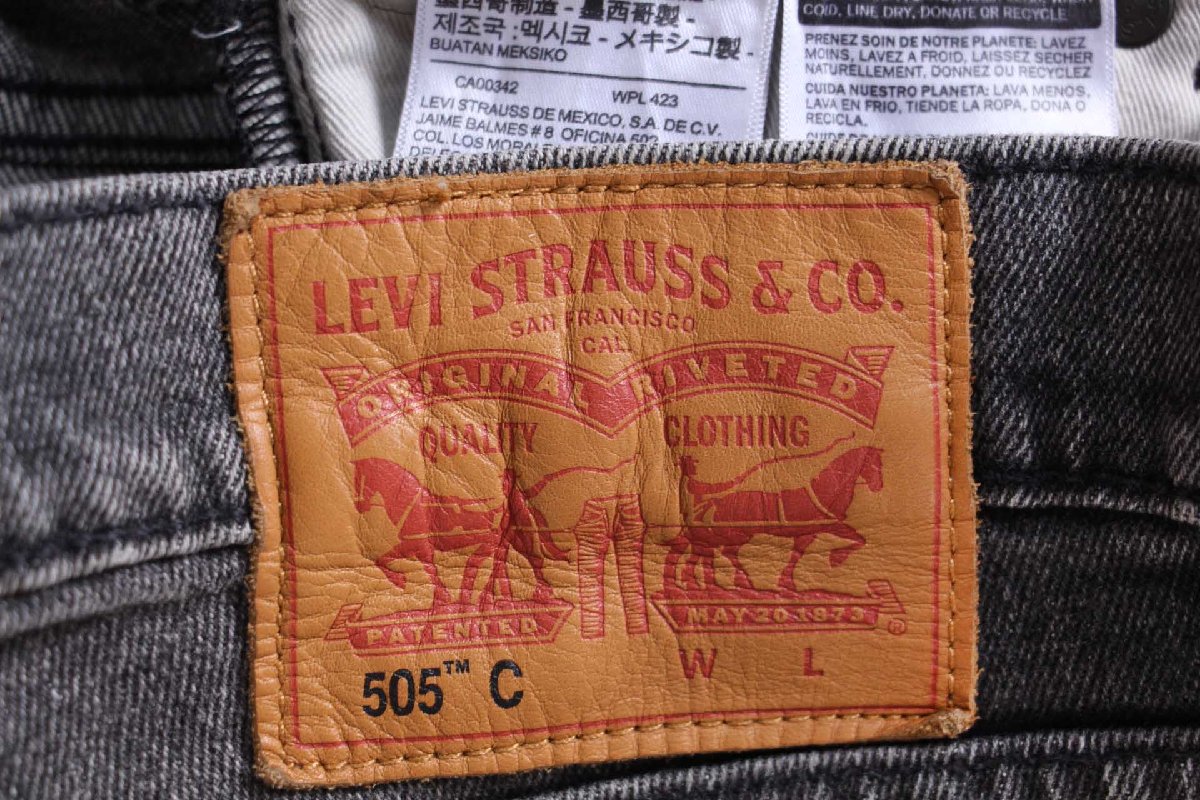 墨西哥制造 - 墨西哥製 -
제조국 : 멕시코 - メキシコ製 -
BUATAN MEKSIKO
CA00342 WPL 423
LEVI STRAUSS DE MEXICO, S.A. DE C.V.
JAIME BALMES # 8 OFICINA 502
COL. LOS MORALES
COLD, LINE DRY, DONATE OR RECYCLE
PRENEZ SOIN DE NOTRE PLANETE: LAVEZ
MOINS, LAVEZ A FROID, LAISSEZ SECHER
NATURELLEMENT, DONNEZ OU RECYCLEZ
CUIDA NUESTRO PLANETA: LAVA MENOS,
LAVA EN FRIO, TIENDE LA ROPA, DONA O
RECICLA.
LEVI STRAUSS & CO.
SAN FRANCISCO
CAL.
ORIGINAL RIVETED
QUALITY CLOTHING
PATENTED MAY 20 1873 ®
505™ C W L